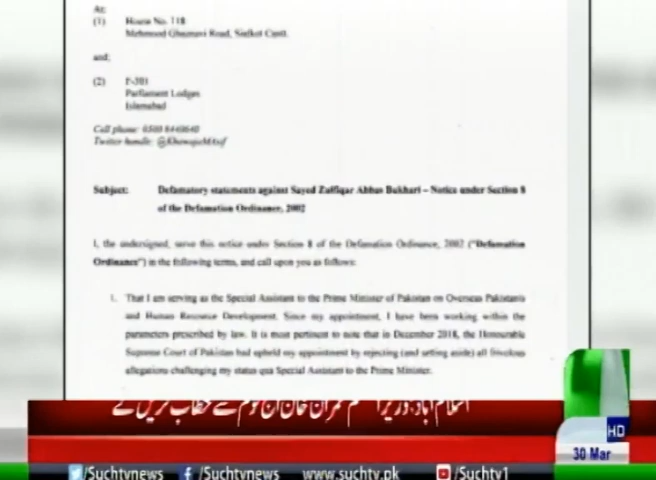 At:
(1) House No. 118
Mehmood Ghaznavi Road, Sialkot Cantt.
and;
(2) F-301
Parliament Lodges
Islamabad
Cell phone:
Twitter handle: @KhawajaMAsif
Subject: Defamatory statements against Sayed Zulfiqar Abbas Bukhari – Notice under Section 8
of the Defamation Ordinance, 2002
I, the undersigned, serve this notice under Section 8 of the Defamation Ordinance, 2002 ("Defamation
Ordinance") in the following terms, and call upon you as follows:
1. That I am serving as the Special Assistant to the Prime Minister of Pakistan on Overseas Pakistanis
and Human Resource Development. Since my appointment, I have been working within the
parameters prescribed by law. It is most pertinent to note that in December 2018, the Honourable
Supreme Court of Pakistan had upheld my appointment by rejecting (and setting aside) all frivolous
allegations challenging my status qua Special Assistant to the Prime Minister.
اسلام آباد، وزیراعظم عمران خان آج قوم سے خطاب کریں گے
HD
30 Mar
/Suchtvnews /Suchtvnews www.suchtv.pk /Suchtv1